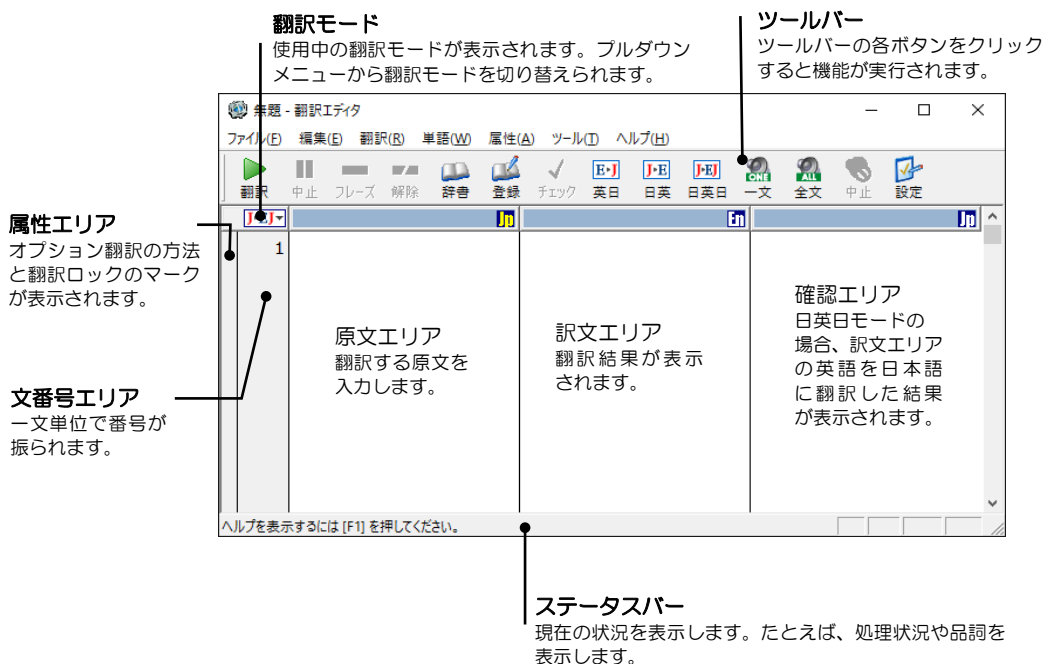 翻訳モード
使用中の翻訳モードが表示されます。プルダウン
メニューから翻訳モードを切り替えられます。
ツールバー
ツールバーの各ボタンをクリック
すると機能が実行されます。
無題 - 翻訳エディタ
ファイル(F) 編集(E) 翻訳(R) 単語(W) 属性(A) ツール(T) ヘルプ(H)
翻訳 中止 フレーズ 解除 辞書 登録 チェック E▸J 英日 J▸E 日英 J▸EJ 日英日 ONE 一文 ALL 全文 中止 設定
Jp En Jp
1
属性エリア
オプション翻訳の方法
と翻訳ロックのマーク
が表示されます。
文番号エリア
一文単位で番号が
振られます。
原文エリア
翻訳する原文を
入力します。
訳文エリア
翻訳結果が表示
されます。
確認エリア
日英日モードの
場合、訳文エリア
の英語を日本語
に翻訳した結果
が表示されます。
ヘルプを表示するには [F1] を押してください。
ステータスバー
現在の状況を表示します。たとえば、処理状況や品詞を
表示します。